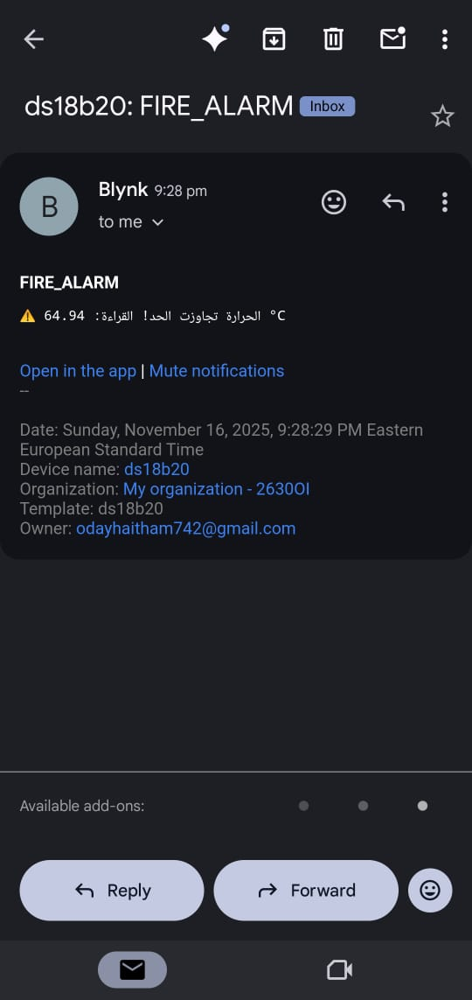 ds18b20: FIRE_ALARM Inbox
B
Blynk 9:28 pm
to me
FIRE_ALARM
⚠️ الحرارة تجاوزت الحد! القراءة: 64.94 °C
Open in the app | Mute notifications
--
Date: Sunday, November 16, 2025, 9:28:29 PM Eastern
European Standard Time
Device name: ds18b20
Organization: My organization - 2630OI
Template: ds18b20
Owner: odayhaitham742@gmail.com
Available add-ons:
Reply
Forward